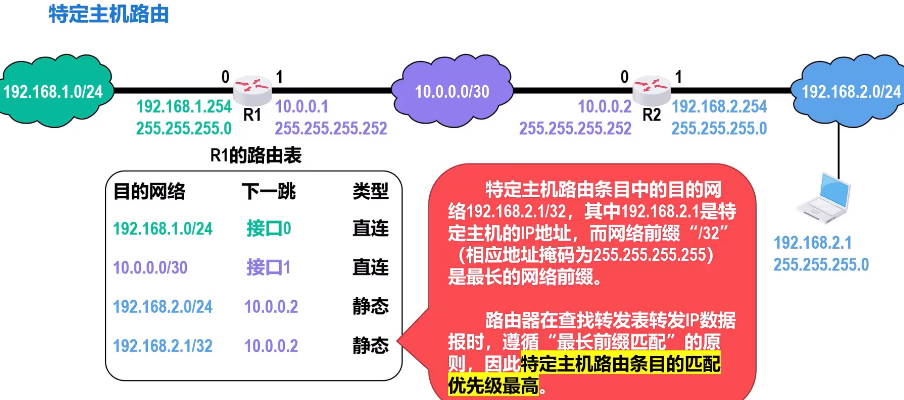 特定主机路由
192.168.1.0/24
0
1
192.168.1.254
255.255.255.0
R1
10.0.0.1
255.255.255.252
10.0.0.0/30
0
1
10.0.0.2
255.255.255.252
R2
192.168.2.254
255.255.255.0
192.168.2.0/24
192.168.2.1
255.255.255.0
R1的路由表
目的网络 下一跳 类型
192.168.1.0/24 接口0 直连
10.0.0.0/30 接口1 直连
192.168.2.0/24 10.0.0.2 静态
192.168.2.1/32 10.0.0.2 静态
特定主机路由条目中的目的网
络192.168.2.1/32，其中192.168.2.1是特
定主机的IP地址，而网络前缀“/32”
（相应地址掩码为255.255.255.255）
是最长的网络前缀。
路由器在查找转发表转发IP数据
报时，遵循“最长前缀匹配”的原
则，因此特定主机路由条目的匹配
优先级最高。